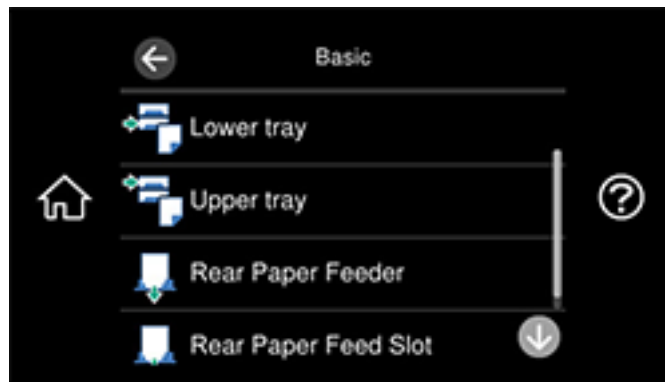 Basic
Lower tray
Upper tray
Rear Paper Feeder
Rear Paper Feed Slot